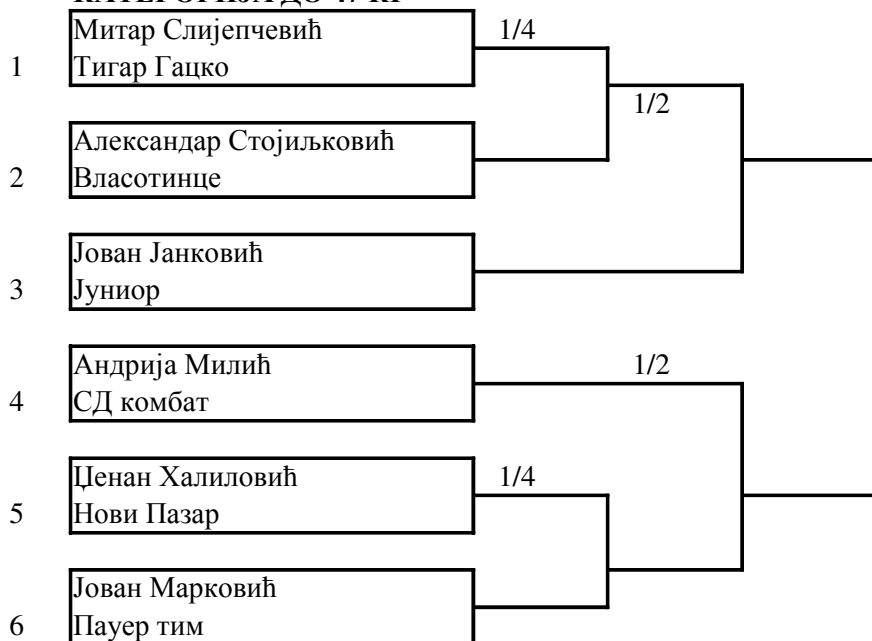 Митар Слијепчевић
1/4
1
Тигар Гацко
1/2
Александар Стојиљковић
2
Власотинце
Јован Јанковић
3
Јуниор
Андрија Милић
1/2
4
СД комбат
Џенан Халиловић
1/4
5
Нови Пазар
Јован Марковић
6
Пауер тим